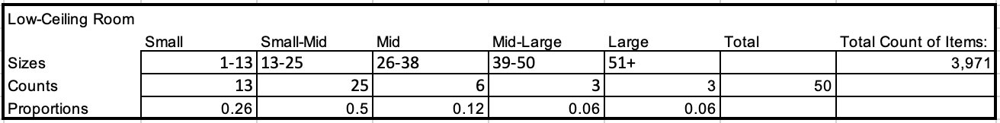 Low-Ceiling Room
Small Small-Mid Mid Mid-Large Large Total Total Count of Items:
Sizes 1-13 13-25 26-38 39-50 51+ 3,971
Counts 13 25 6 3 3 50
Proportions 0.26 0.5 0.12 0.06 0.06